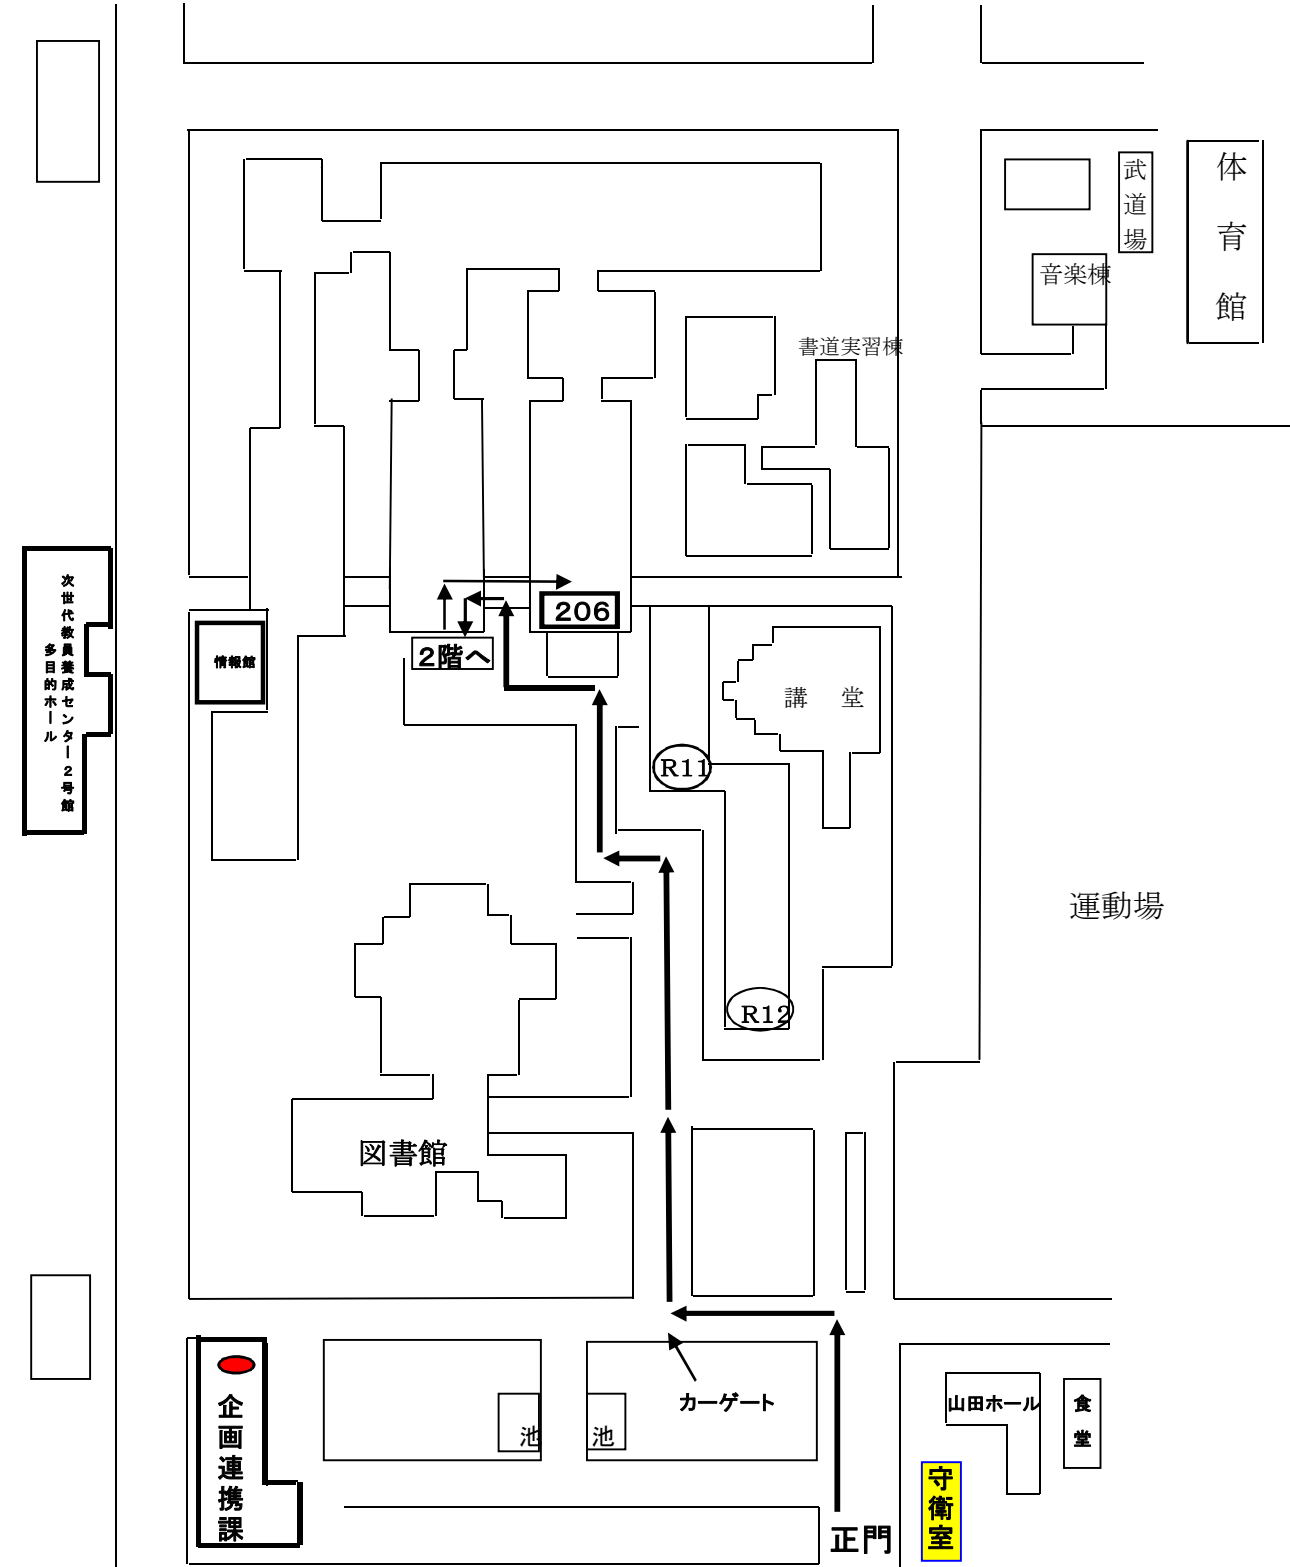 体育館
武道場
音楽棟
書道実習棟
次世代教員養成センター2号館
多目的ホール
206
2階へ
情報館
講 堂
R11
運動場
R12
図書館
カーゲート
企画連携課
池
池
山田ホール
食堂
守衛室
正門